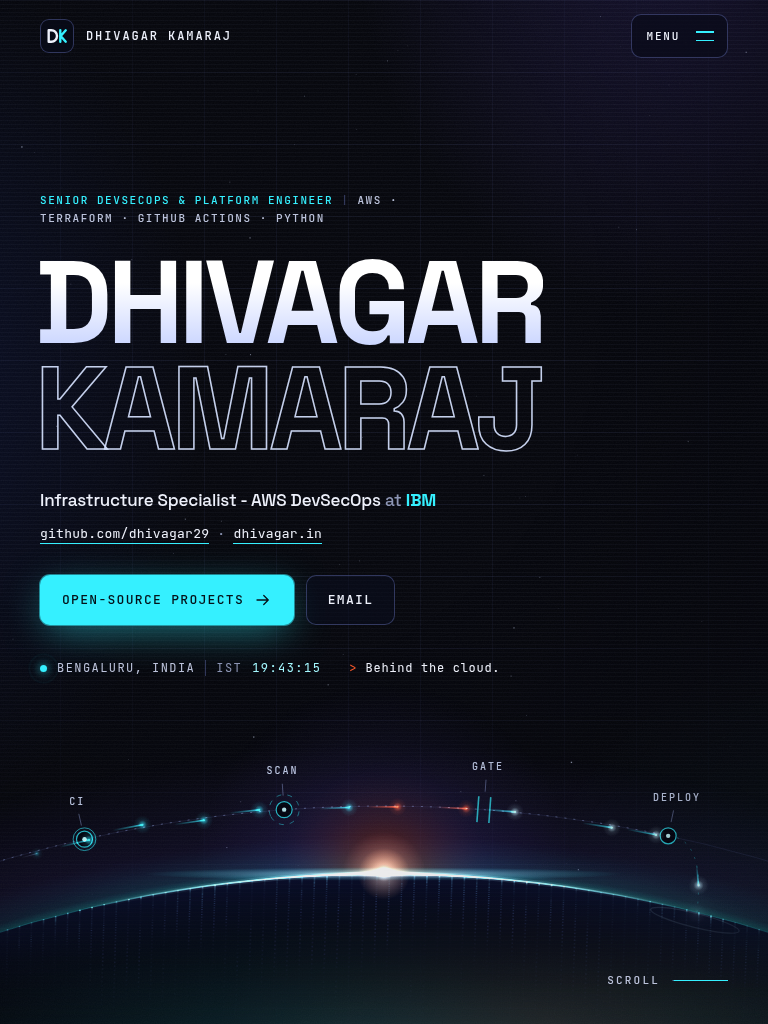 DK DHIVAGAR KAMARAJ
MENU
SENIOR DEVSECOPS & PLATFORM ENGINEER | AWS ·
TERRAFORM · GITHUB ACTIONS · PYTHON
DHIVAGAR
KAMARAJ
Infrastructure Specialist - AWS DevSecOps at IBM
github.com/dhivagar29 · dhivagar.in
OPEN-SOURCE PROJECTS →
EMAIL
BENGALURU, INDIA | IST 19:43:15 > Behind the cloud.
CI
SCAN
GATE
DEPLOY
SCROLL